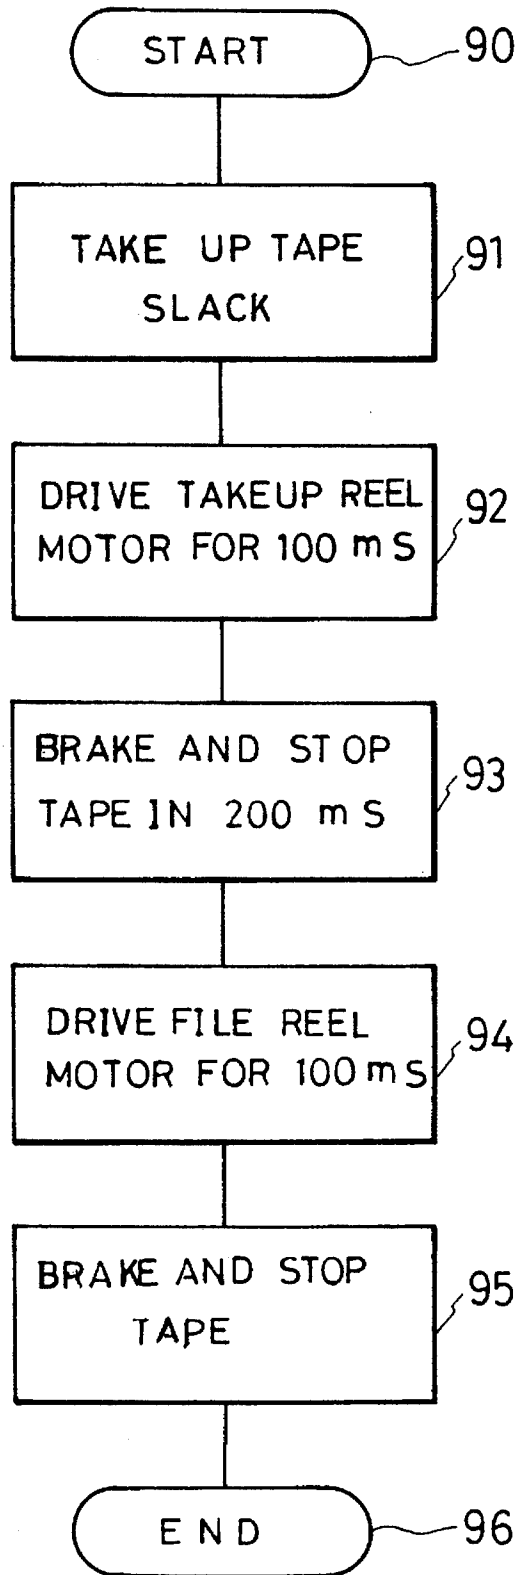 START
90
TAKE UP TAPE
SLACK
91
DRIVE TAKEUP REEL
MOTOR FOR 100 mS
92
BRAKE AND STOP
TAPE IN 200 mS
93
DRIVE FILE REEL
MOTOR FOR 100 mS
94
BRAKE AND STOP
TAPE
95
END
96